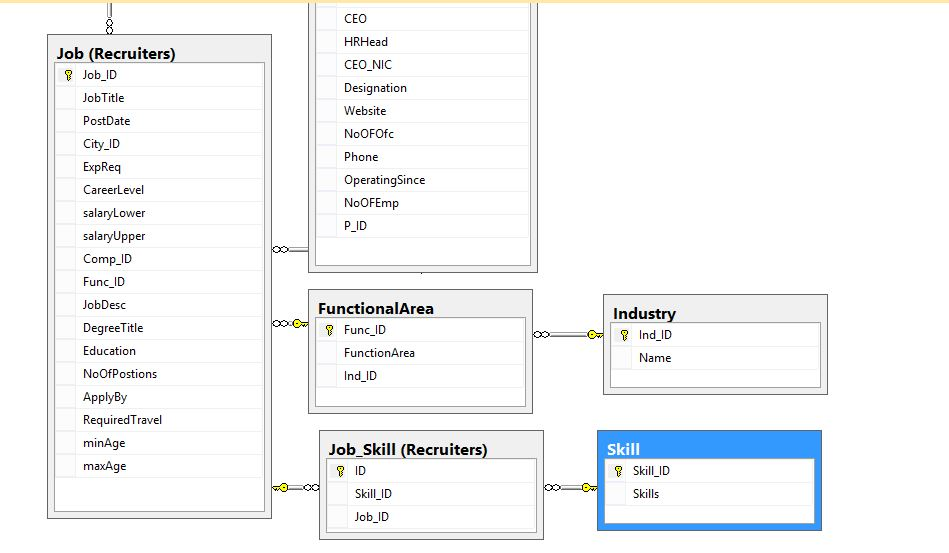 Job (Recruiters)
Job_ID
JobTitle
PostDate
City_ID
ExpReq
CareerLevel
salaryLower
salaryUpper
Comp_ID
Func_ID
JobDesc
DegreeTitle
Education
NoOfPostions
ApplyBy
RequiredTravel
minAge
maxAge
CEO
HRHead
CEO_NIC
Designation
Website
NoOFOfc
Phone
OperatingSince
NoOFEmp
P_ID
FunctionalArea
Func_ID
FunctionArea
Ind_ID
Industry
Ind_ID
Name
Job_Skill (Recruiters)
ID
Skill_ID
Job_ID
Skill
Skill_ID
Skills